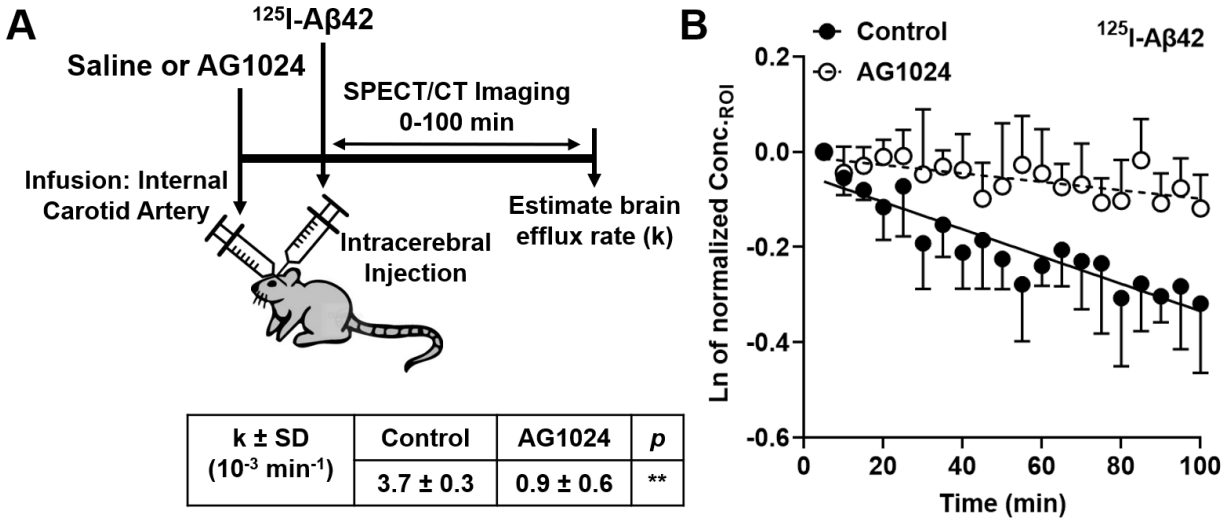 A
¹²⁵I-Aβ42
Saline or AG1024
SPECT/CT Imaging
0-100 min
Infusion: Internal
Carotid Artery
Intracerebral
Injection
Estimate brain
efflux rate (k)
k ± SD
(10⁻³ min⁻¹)
Control
AG1024
p
3.7 ± 0.3
0.9 ± 0.6
**
B
Control
AG1024
¹²⁵I-Aβ42
Ln of normalized Conc.ROI
0.2
0.0
-0.2
-0.4
-0.6
0
20
40
60
80
100
Time (min)